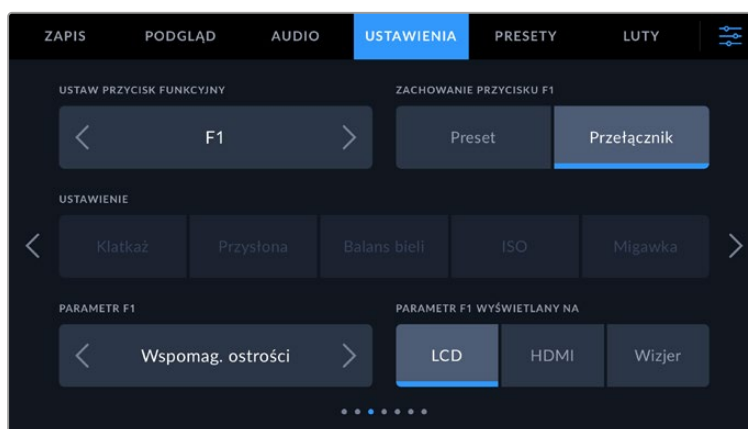 ZAPIS PODGLĄD AUDIO USTAWIENIA PRESETY LUTY
USTAW PRZYCISK FUNKCYJNY ZACHOWANIE PRZYCISKU F1
F1 Preset Przełącznik
USTAWIENIE
Klatkaż Przysłona Balans bieli ISO Migawka
PARAMETR F1 PARAMETR F1 WYŚWIETLANY NA
Wspomag. ostrości LCD HDMI Wizjer